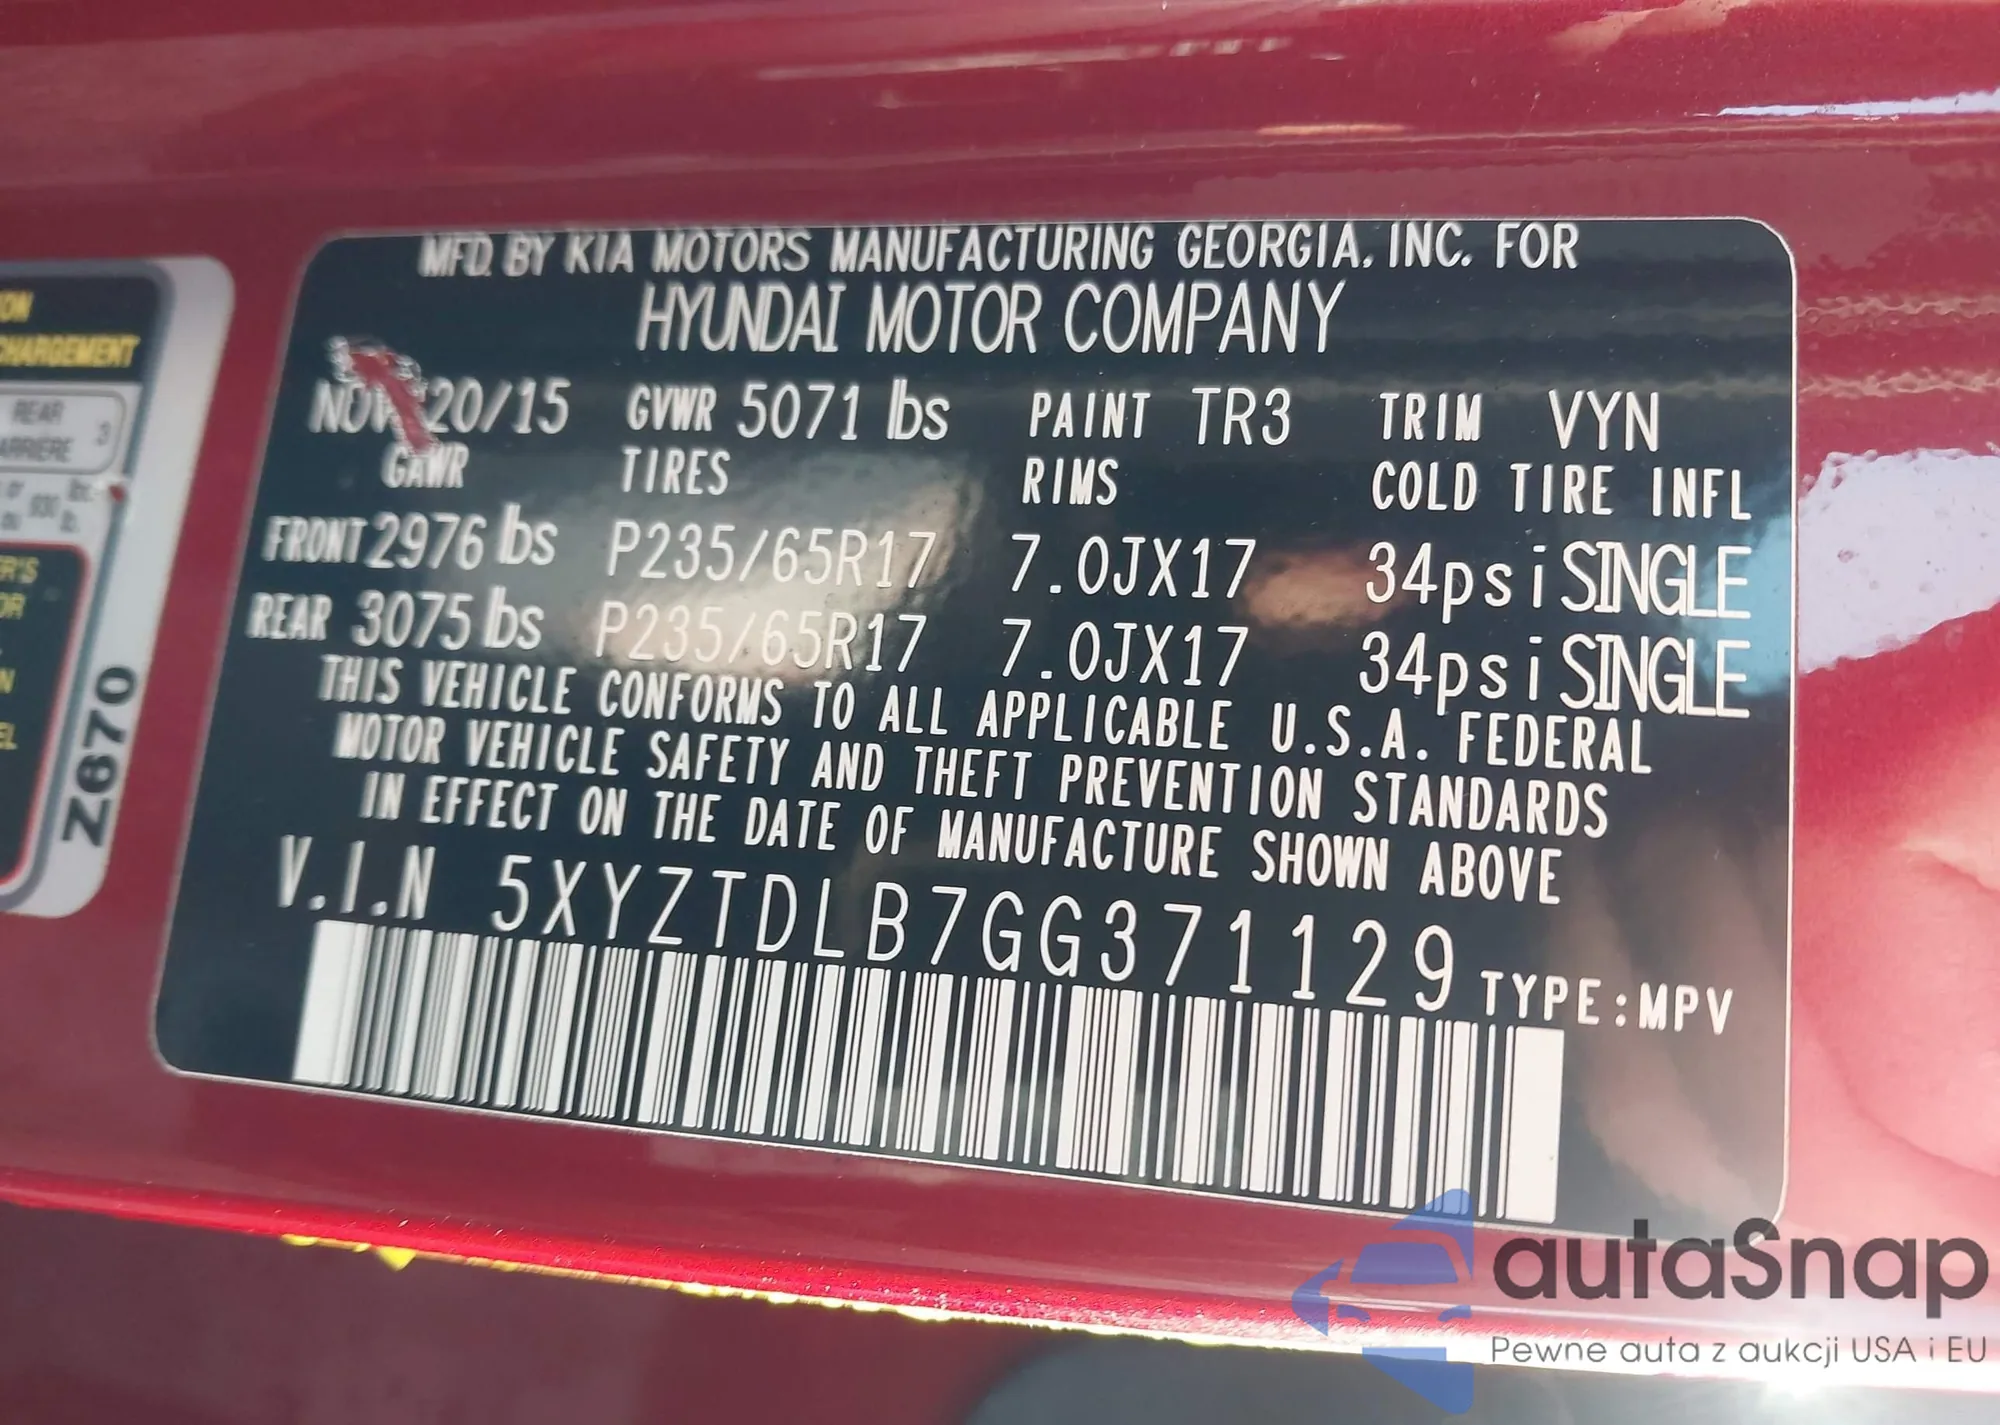 MFD. BY KIA MOTORS MANUFACTURING GEORGIA, INC. FOR
HYUNDAI MOTOR COMPANY
NOV 20/15 GVWR 5071 lbs PAINT TR3 TRIM VYN
GAWR TIRES RIMS COLD TIRE INFL
FRONT 2976 lbs P235/65R17 7.0JX17 34psi SINGLE
REAR 3075 lbs P235/65R17 7.0JX17 34psi SINGLE
THIS VEHICLE CONFORMS TO ALL APPLICABLE U.S.A. FEDERAL
MOTOR VEHICLE SAFETY AND THEFT PREVENTION STANDARDS
IN EFFECT ON THE DATE OF MANUFACTURE SHOWN ABOVE
V.I.N 5XYZTDLB7GG371129 TYPE:MPV
REAR 3
Z670
autaSnap
Pewne auta z aukcji USA i EU